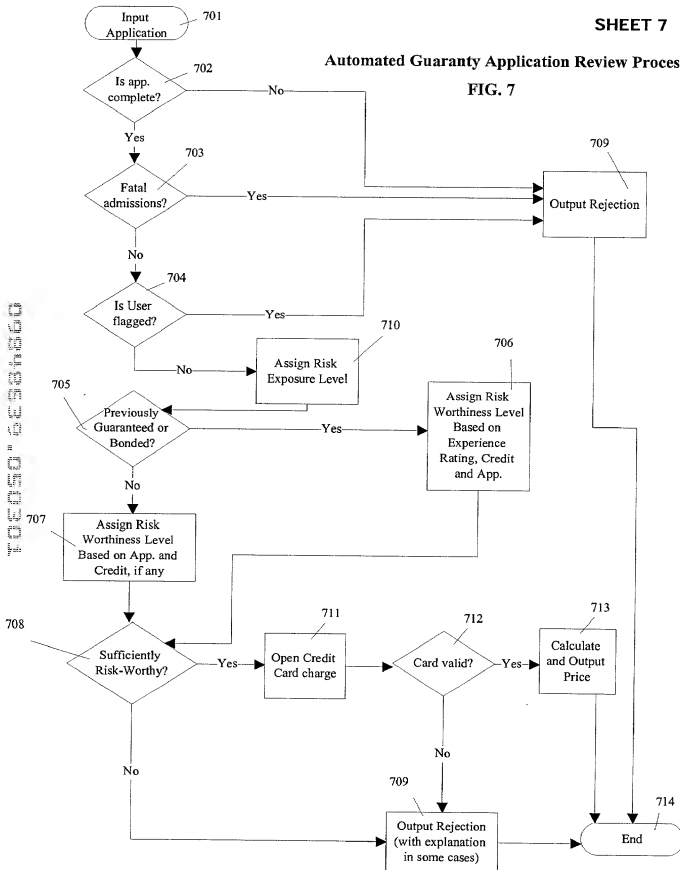 SHEET 7
Automated Guaranty Application Review Proces
FIG. 7
Input
Application
701
Is app.
complete?
702
No
Yes
Fatal
admissions?
703
Yes
709
Output Rejection
No
704
Is User
flagged?
Yes
No
710
Assign Risk
Exposure Level
706
Assign Risk
Worthiness Level
Based on
Experience
Rating, Credit
and App.
705
Previously
Guaranteed or
Bonded?
Yes
No
707
Assign Risk
Worthiness Level
Based on App. and
Credit, if any
708
Sufficiently
Risk-Worthy?
Yes
711
Open Credit
Card charge
712
Card valid?
Yes
713
Calculate
and Output
Price
No
No
709
Output Rejection
(with explanation
in some cases)
714
End